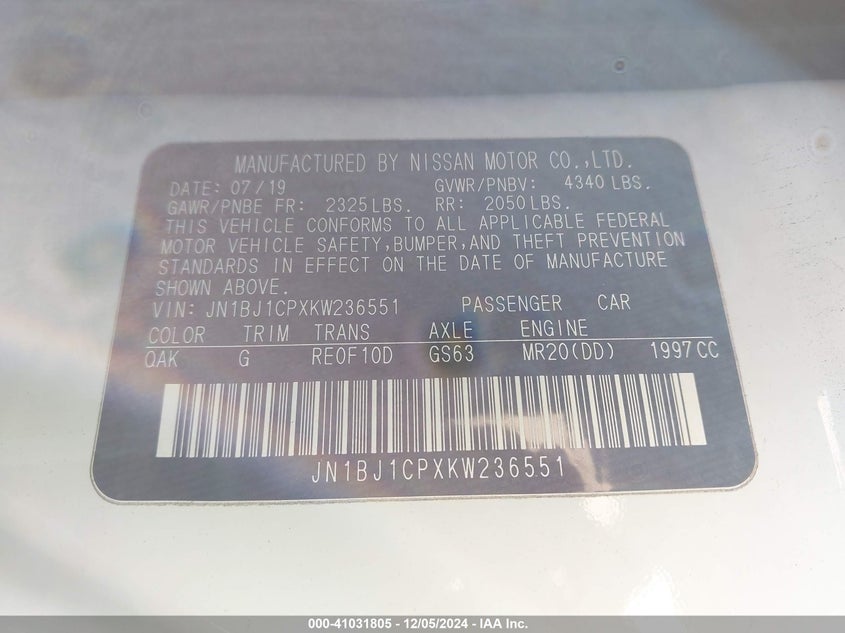 MANUFACTURED BY NISSAN MOTOR CO.,LTD.
DATE: 07/19 GVWR/PNBV: 4340 LBS.
GAWR/PNBE FR: 2325 LBS. RR: 2050 LBS.
THIS VEHICLE CONFORMS TO ALL APPLICABLE FEDERAL
MOTOR VEHICLE SAFETY,BUMPER,AND THEFT PREVENTION
STANDARDS IN EFFECT ON THE DATE OF MANUFACTURE
SHOWN ABOVE.
VIN: JN1BJ1CPXKW236551 PASSENGER CAR
COLOR TRIM TRANS AXLE ENGINE
QAK G RE0F10D GS63 MR20(DD) 1997CC
JN1BJ1CPXKW236551
000-41031805 - 12/05/2024 - IAA Inc.